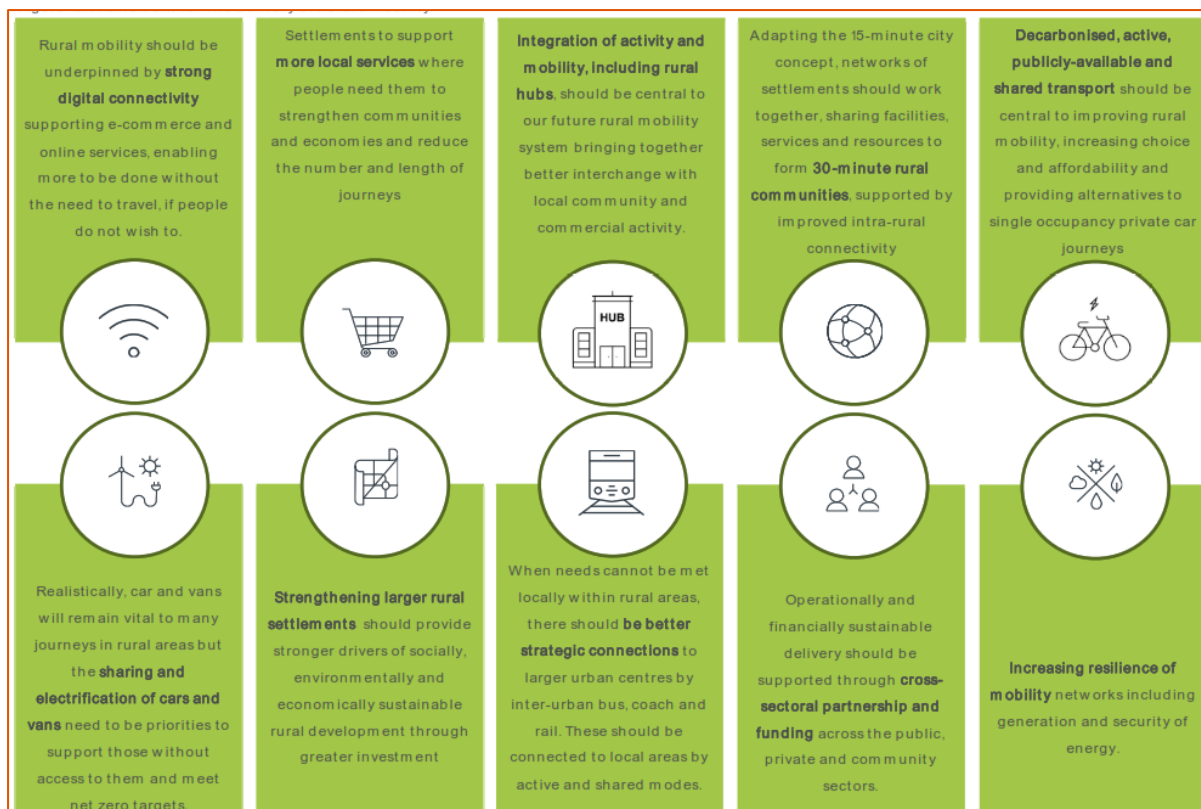 Rural mobility should be
underpinned by strong
digital connectivity
supporting e-commerce and
online services, enabling
more to be done without
the need to travel, if people
do not wish to.
Settlements to support
more local services where
people need them to
strengthen communities
and economies and reduce
the number and length of
journeys
Integration of activity and
mobility, including rural
hubs, should be central to
our future rural mobility
system bringing together
better interchange with
local community and
commercial activity.
Adapting the 15-minute city
concept, networks of
settlements should work
together, sharing facilities,
services and resources to
form 30-minute rural
communities, supported by
improved intra-rural
connectivity
Decarbonised, active,
publicly-available and
shared transport should be
central to improving rural
mobility, increasing choice
and affordability and
providing alternatives to
single occupancy private car
journeys
HUB
Realistically, car and vans
will remain vital to many
journeys in rural areas but
the sharing and
electrification of cars and
vans need to be priorities to
support those without
access to them and meet
net zero targets.
Strengthening larger rural
settlements should provide
stronger drivers of socially,
environmentally and
economically sustainable
rural development through
greater investment
When needs cannot be met
locally within rural areas,
there should be better
strategic connections to
larger urban centres by
inter-urban bus, coach and
rail. These should be
connected to local areas by
active and shared modes.
Operationally and
financially sustainable
delivery should be
supported through cross-
sectoral partnership and
funding across the public,
private and community
sectors.
Increasing resilience of
mobility networks including
generation and security of
energy.